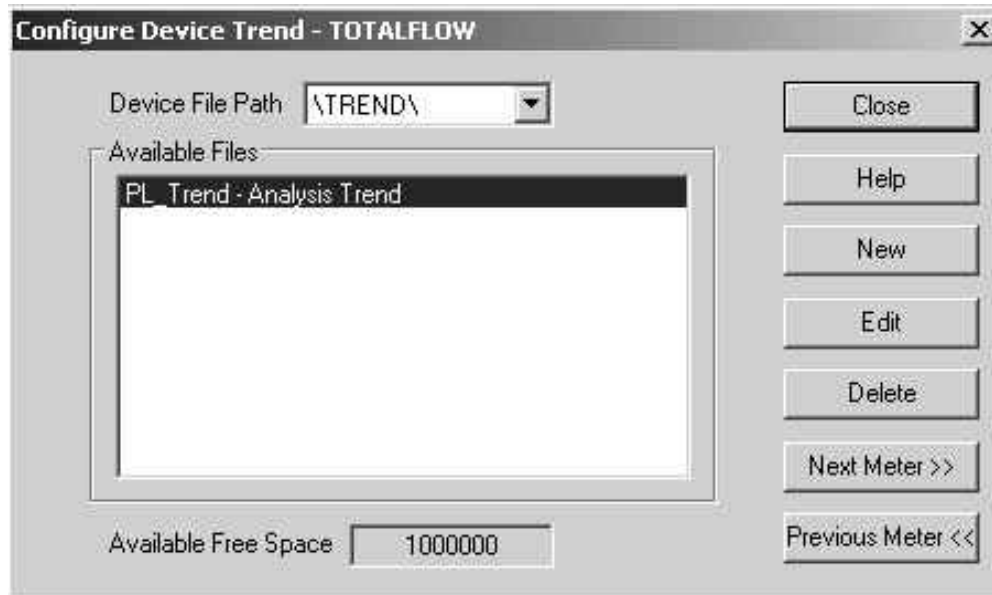 Configure Device Trend - TOTALFLOW
Device File Path \TREND\
Available Files
PL_Trend - Analysis Trend
Available Free Space 1000000
Close
Help
New
Edit
Delete
Next Meter >>
Previous Meter <<